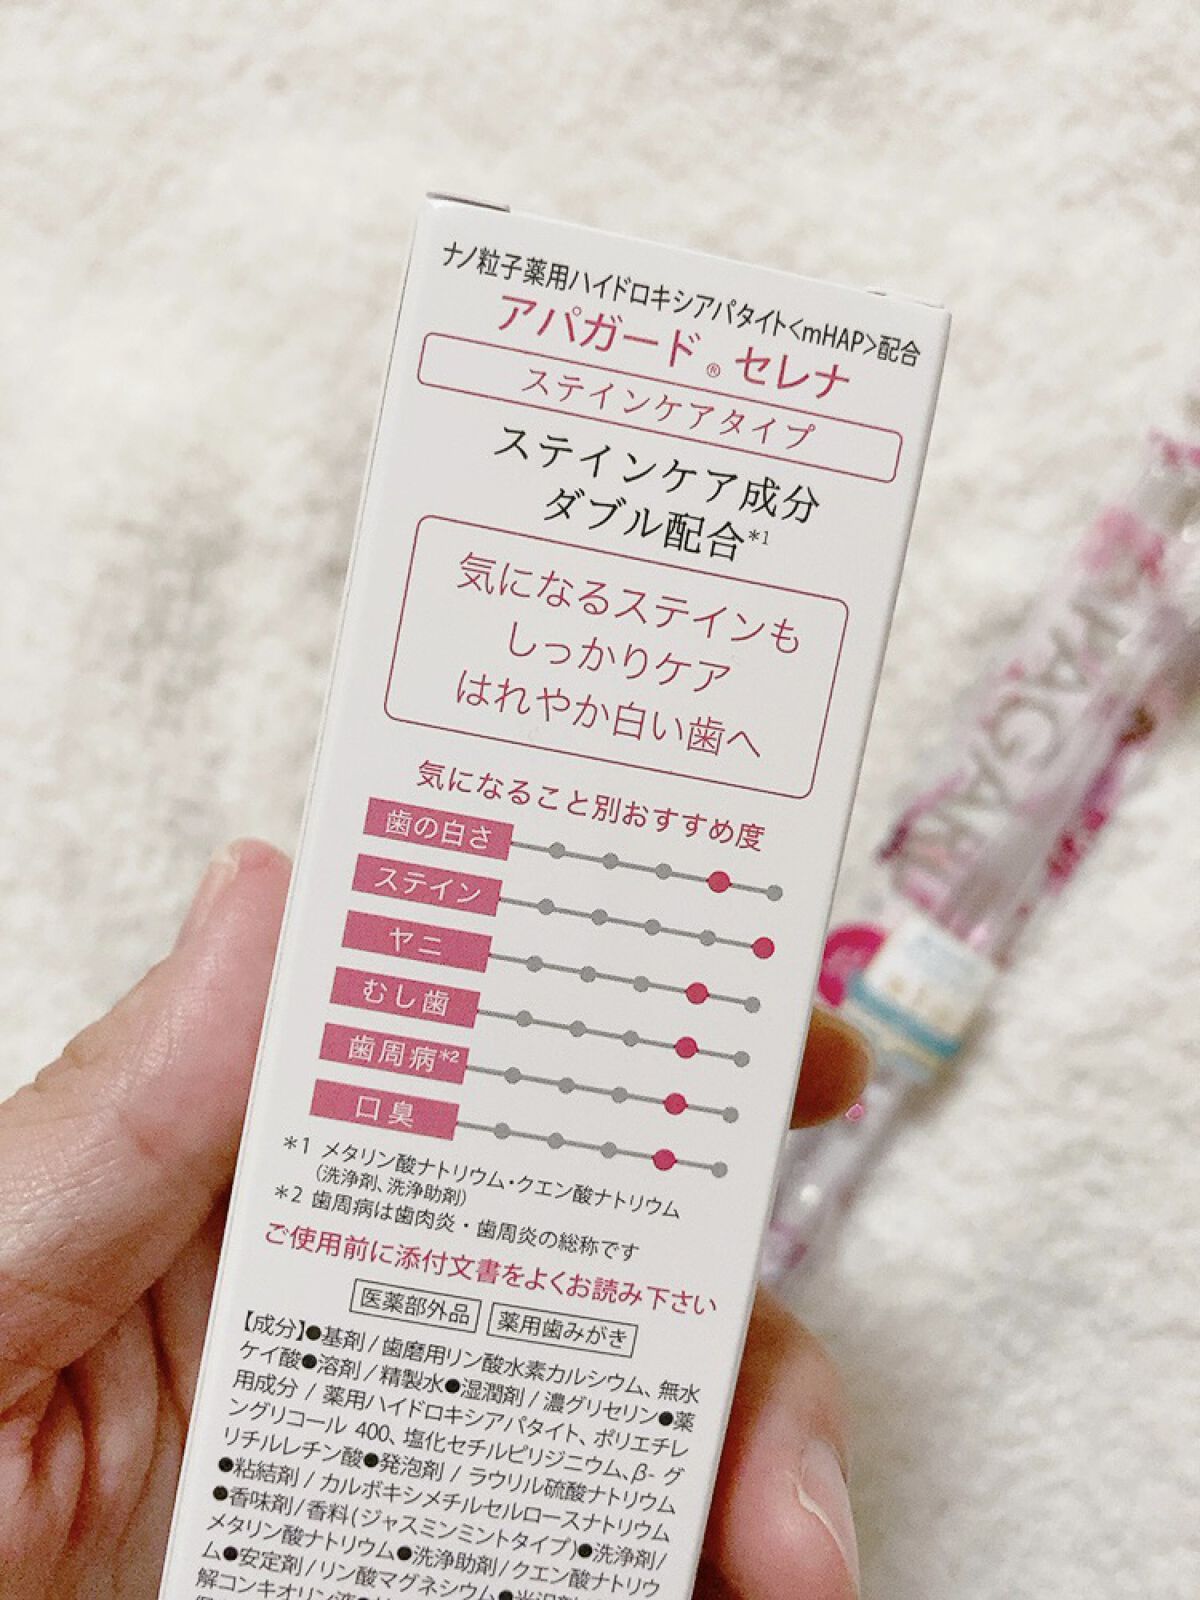 ナノ粒子薬用ハイドロキシアパタイト<mHAP>配合
アパガード® セレナ
ステインケアタイプ
ステインケア成分
ダブル配合*1
気になるステインも
しっかりケア
はれやか白い歯へ
気になること別おすすめ度
歯の白さ
ステイン
ヤニ
むし歯
歯周病*2
口臭
*1 メタリン酸ナトリウム・クエン酸ナトリウム
(洗浄剤、洗浄助剤)
*2 歯周病は歯肉炎・歯周炎の総称です
ご使用前に添付文書をよくお読み下さい
医薬部外品 薬用歯みがき
【成分】●基剤/歯磨用リン酸水素カルシウム、無水
ケイ酸●溶剤/精製水●湿潤剤/濃グリセリン●薬
用成分/薬用ハイドロキシアパタイト、ポリエチレ
ングリコール 400、塩化セチルピリジニウム、β-グ
リチルレチン酸●発泡剤/ラウリル硫酸ナトリウム
●粘結剤/カルボキシメチルセルロースナトリウム
●香味剤/香料(ジャスミンミントタイプ)●洗浄剤/
メタリン酸ナトリウム●洗浄助剤/クエン酸ナトリウ
ム●安定剤/リン酸マグネシウム●光沢剤
解コンキオリン液